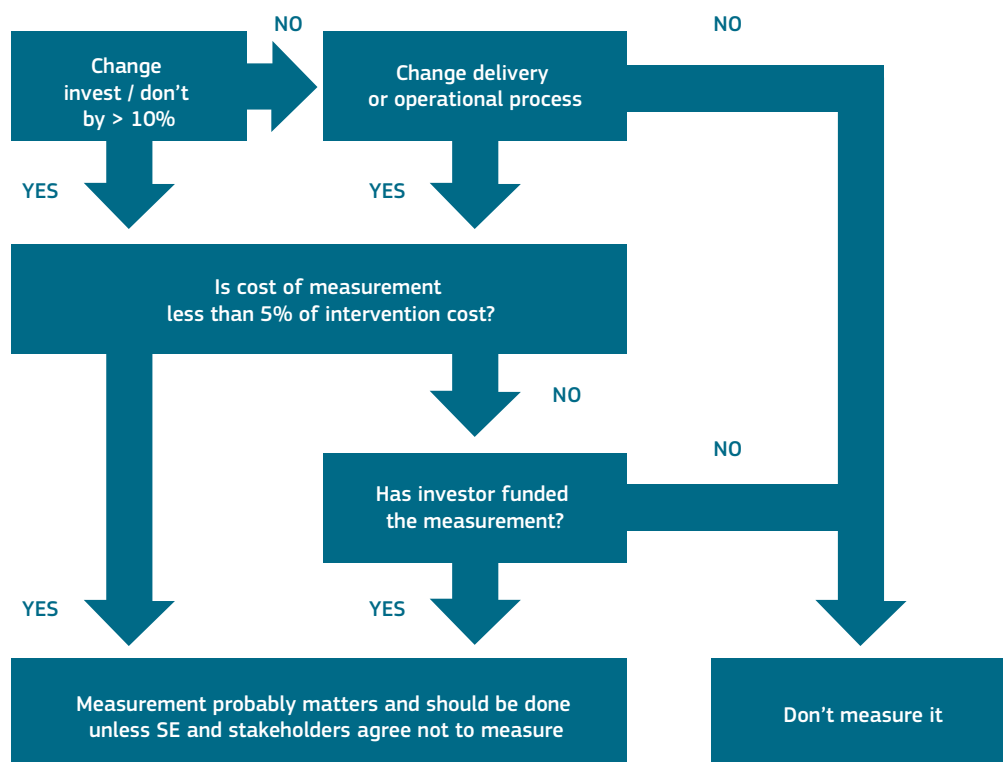 NO
NO
Change
invest / don't
by > 10%
Change delivery
or operational process
YES
YES
Is cost of measurement
less than 5% of intervention cost?
NO
NO
Has investor funded
the measurement?
YES
YES
Measurement probably matters and should be done
unless SE and stakeholders agree not to measure
Don't measure it